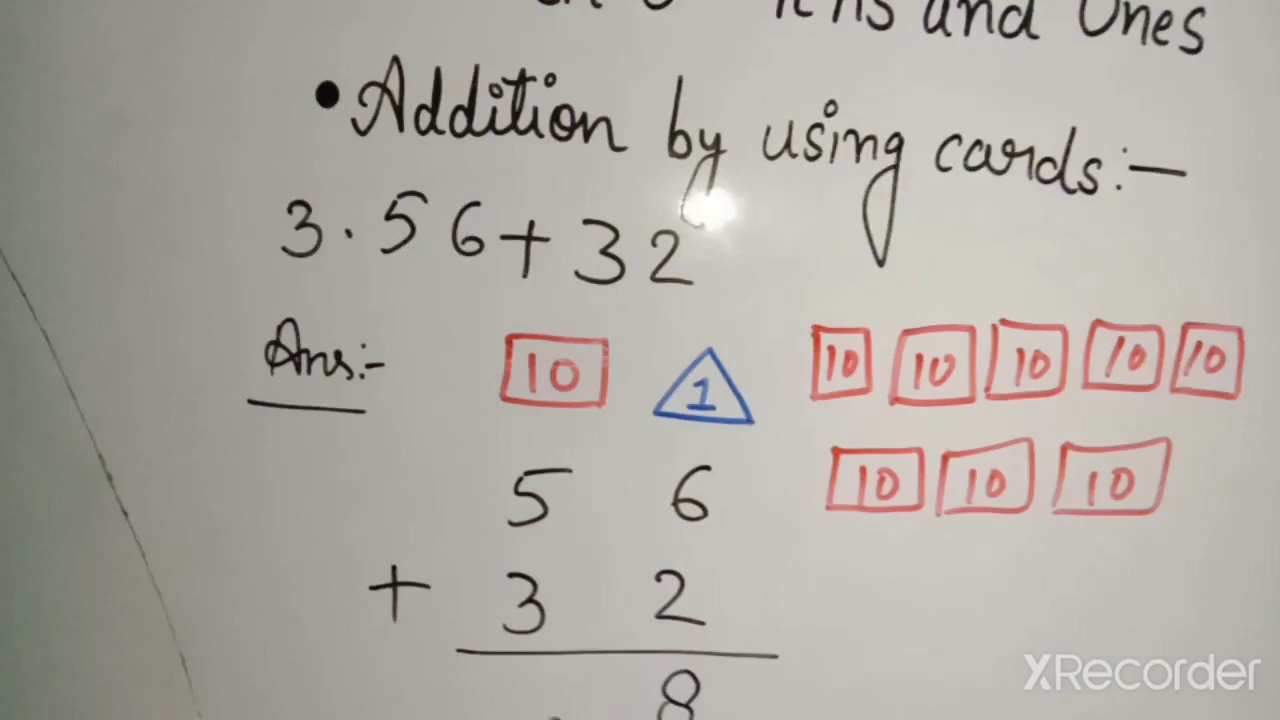 Tens and Ones
• Addition by using cards:-
3. 56+32
Ans:- 10 1 10 10 10 10 10
5 6 10 10 10
+ 3 2
8
XRecorder